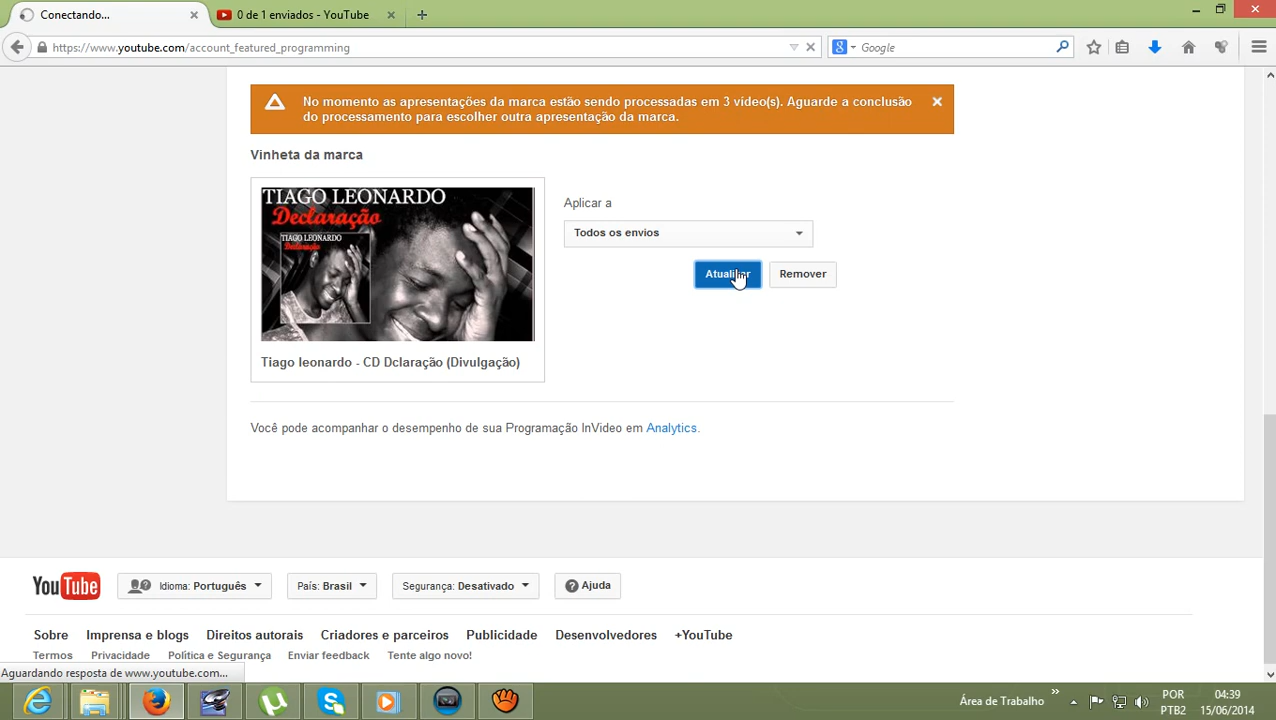 Conectando...
0 de 1 enviados - YouTube
https://www.youtube.com/account_featured_programming
Google
No momento as apresentações da marca estão sendo processadas em 3 vídeo(s). Aguarde a conclusão
do processamento para escolher outra apresentação da marca.
Vinheta da marca
TIAGO LEONARDO
Declaração
TIAGO LEONARDO
Declaração
Tiago leonardo - CD Dclaração (Divulgação)
Aplicar a
Todos os envios
Atualizar
Remover
Você pode acompanhar o desempenho de sua Programação InVideo em Analytics.
YouTube
Idioma: Português
País: Brasil
Segurança: Desativado
Ajuda
Sobre
Imprensa e blogs
Direitos autorais
Criadores e parceiros
Publicidade
Desenvolvedores
+YouTube
Termos
Privacidade
Política e Segurança
Enviar feedback
Tente algo novo!
Aguardando resposta de www.youtube.com...
Área de Trabalho
POR
PTB2
04:39
15/06/2014